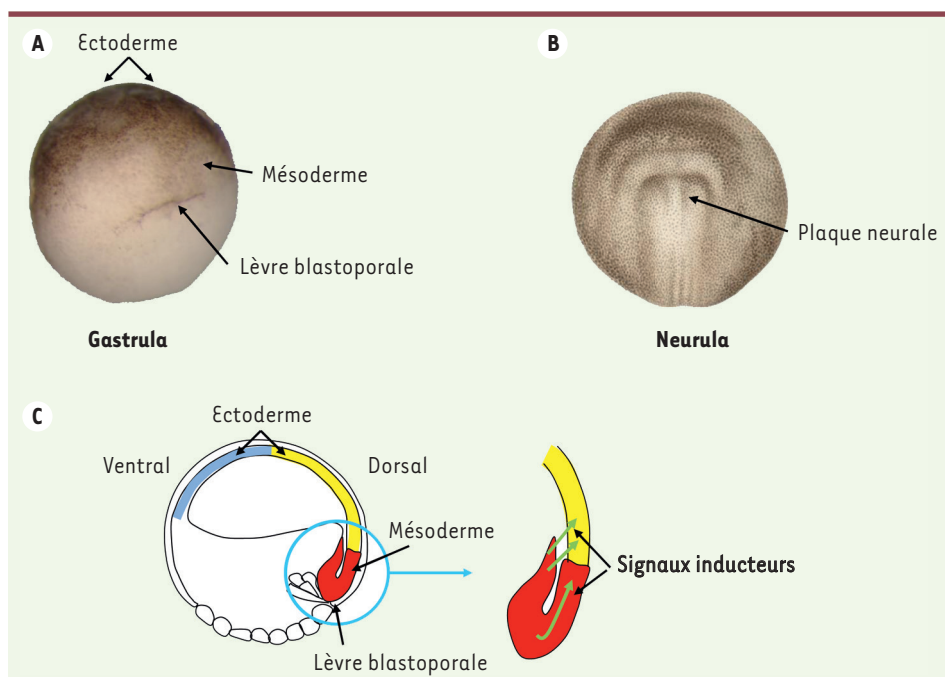 A
Ectoderme
Mésoderme
Lèvre blastoporale
Gastrula
B
Plaque neurale
Neurula
C
Ectoderme
Ventral
Dorsal
Mésoderme
Lèvre blastoporale
Signaux inducteurs